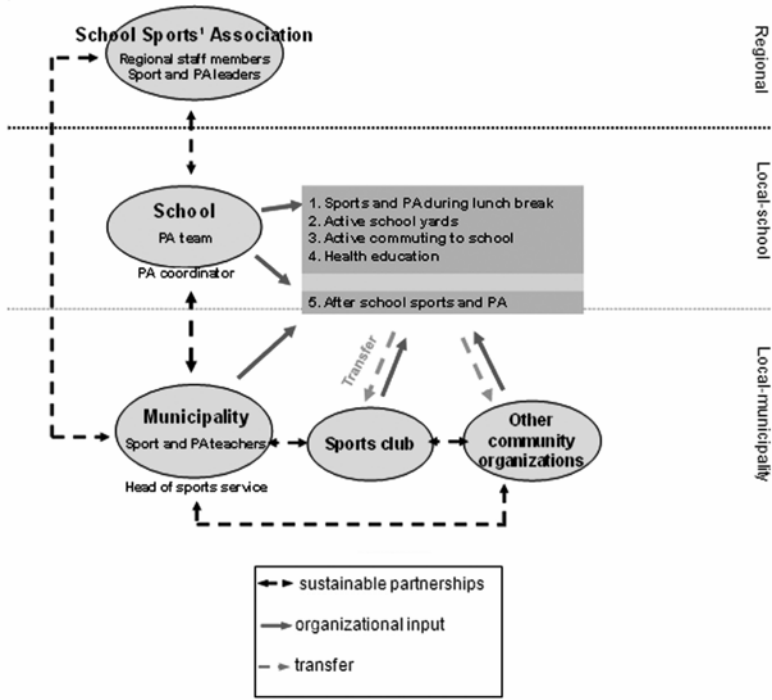 School Sports' Association
Regional staff members
Sport and PA leaders
Regional
School
PA team
PA coordinator
1. Sports and PA during lunch break
2. Active school yards
3. Active commuting to school
4. Health education
5. After school sports and PA
Local-school
Transfer
Municipality
Sport and PA teachers
Head of sports service
Sports club
Other
community
organizations
Local-municipality
sustainable partnerships
organizational input
transfer